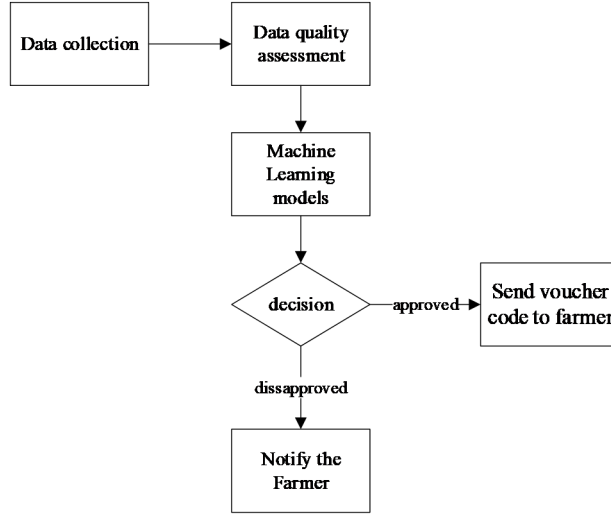 Data collection
Data quality
assessment
Machine
Learning
models
decision
approved
Send voucher
code to farmer
dissapproved
Notify the
Farmer